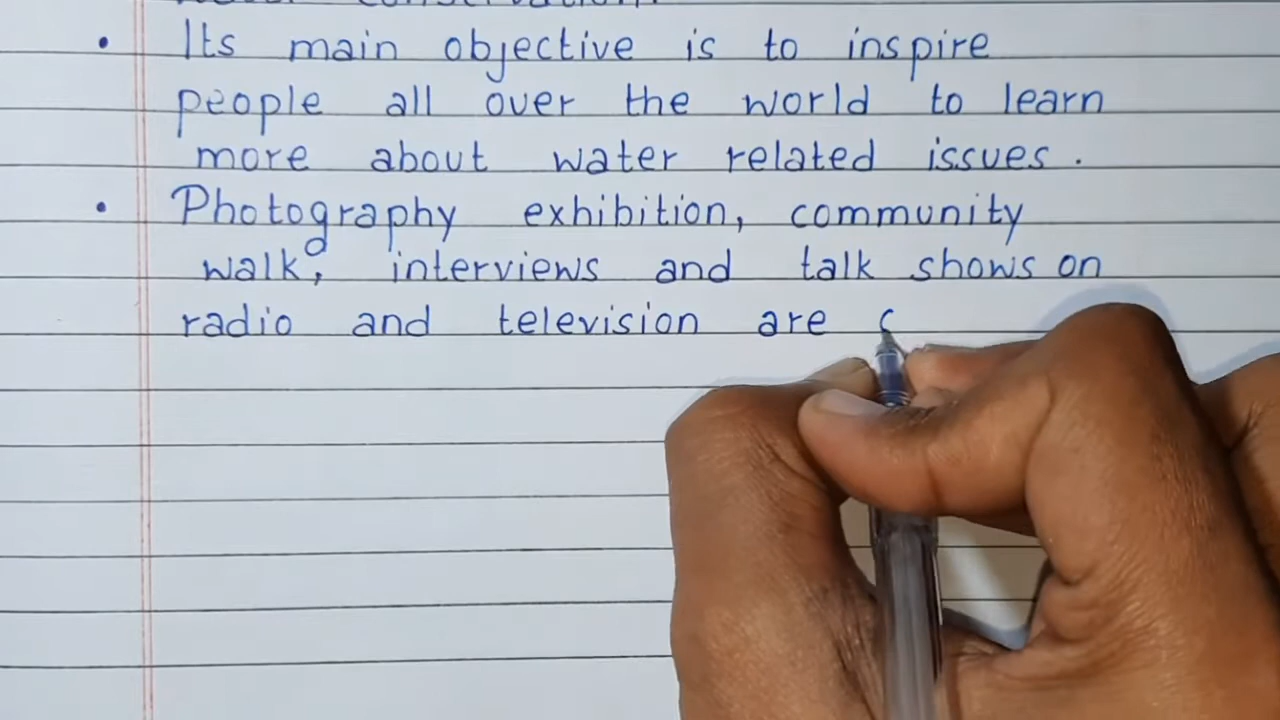 • Its main objective is to inspire
people all over the world to learn
more about water related issues.
• Photography exhibition, community
walk, interviews and talk shows on
radio and television are